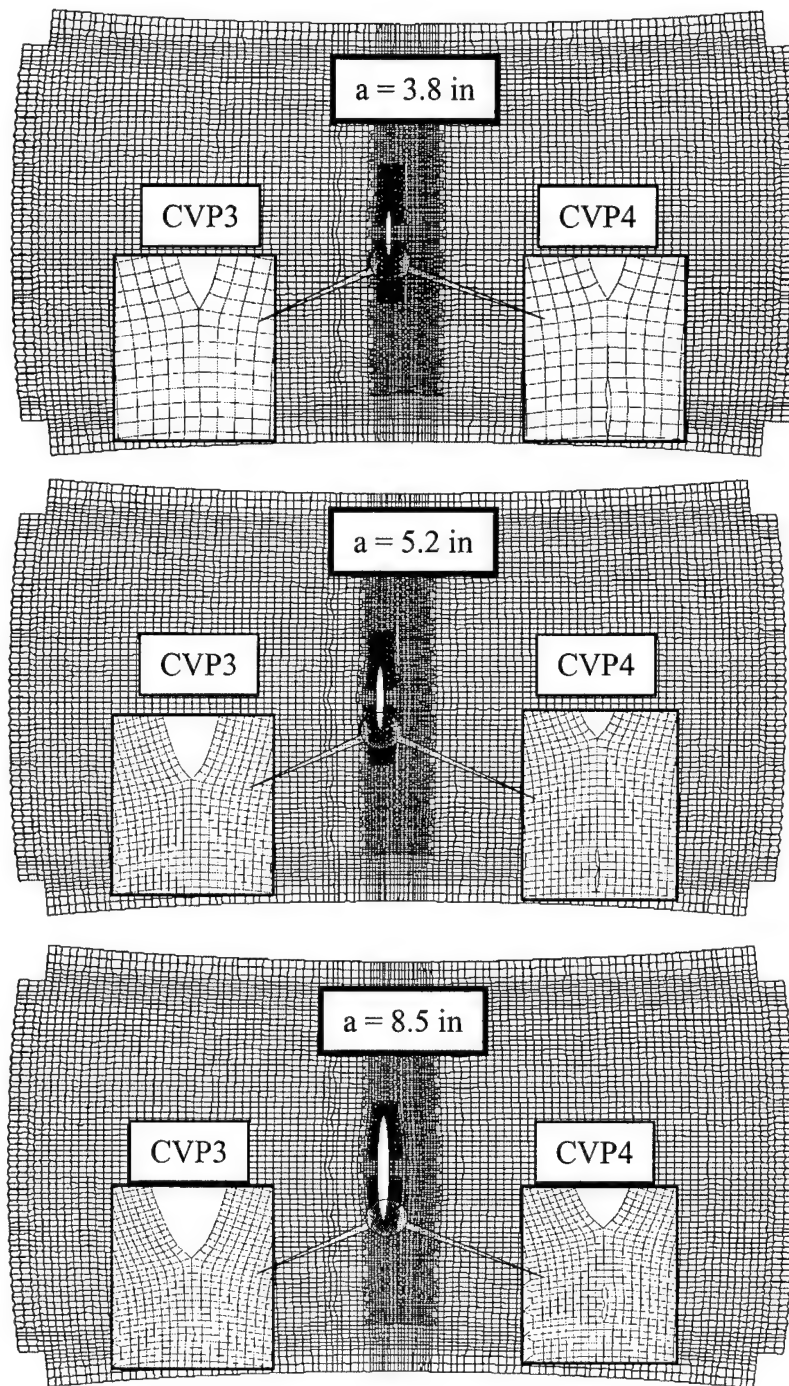 a = 3.8 in
CVP3
CVP4
a = 5.2 in
CVP3
CVP4
a = 8.5 in
CVP3
CVP4